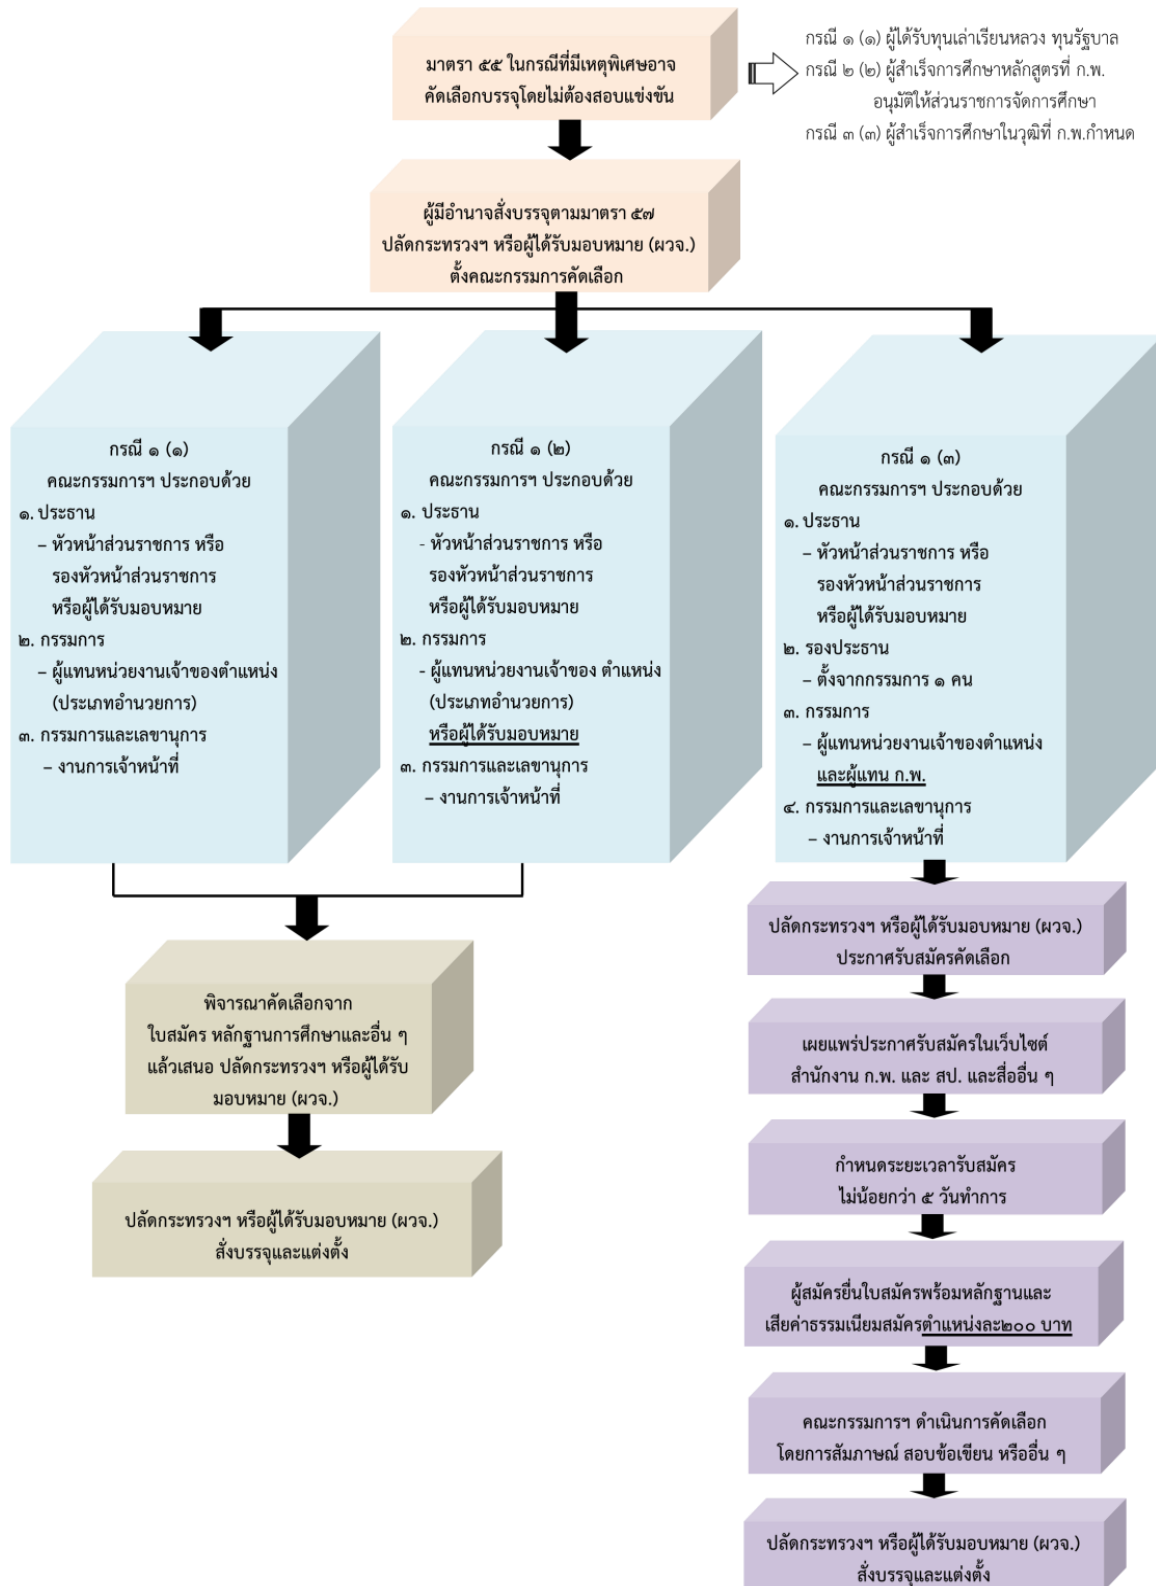 มาตรา ๕๕ ในกรณีที่มีเหตุพิเศษอาจ
คัดเลือกบรรจุโดยไม่ต้องสอบแข่งขัน
กรณี ๑ (๑) ผู้ได้รับทุนเล่าเรียนหลวง ทุนรัฐบาล
กรณี ๒ (๒) ผู้สำเร็จการศึกษาหลักสูตรที่ ก.พ.
อนุมัติให้ส่วนราชการจัดการศึกษา
กรณี ๓ (๓) ผู้สำเร็จการศึกษาในวุฒิที่ ก.พ.กำหนด
ผู้มีอำนาจสั่งบรรจุตามมาตรา ๕๗
ปลัดกระทรวงฯ หรือผู้ได้รับมอบหมาย (ผวจ.)
ตั้งคณะกรรมการคัดเลือก
กรณี ๑ (๑)
คณะกรรมการฯ ประกอบด้วย
๑. ประธาน
– หัวหน้าส่วนราชการ หรือ
รองหัวหน้าส่วนราชการ
หรือผู้ได้รับมอบหมาย
๒. กรรมการ
– ผู้แทนหน่วยงานเจ้าของตำแหน่ง
(ประเภทอำนวยการ)
๓. กรรมการและเลขานุการ
– งานการเจ้าหน้าที่
กรณี ๑ (๒)
คณะกรรมการฯ ประกอบด้วย
๑. ประธาน
- หัวหน้าส่วนราชการ หรือ
รองหัวหน้าส่วนราชการ
หรือผู้ได้รับมอบหมาย
๒. กรรมการ
- ผู้แทนหน่วยงานเจ้าของ ตำแหน่ง
(ประเภทอำนวยการ)
หรือผู้ได้รับมอบหมาย
๓. กรรมการและเลขานุการ
– งานการเจ้าหน้าที่
กรณี ๑ (๓)
คณะกรรมการฯ ประกอบด้วย
๑. ประธาน
– หัวหน้าส่วนราชการ หรือ
รองหัวหน้าส่วนราชการ
หรือผู้ได้รับมอบหมาย
๒. รองประธาน
– ตั้งจากกรรมการ ๑ คน
๓. กรรมการ
– ผู้แทนหน่วยงานเจ้าของตำแหน่ง
และผู้แทน ก.พ.
๔. กรรมการและเลขานุการ
– งานการเจ้าหน้าที่
พิจารณาคัดเลือกจาก
ใบสมัคร หลักฐานการศึกษาและอื่น ๆ
แล้วเสนอ ปลัดกระทรวงฯ หรือผู้ได้รับ
มอบหมาย (ผวจ.)
ปลัดกระทรวงฯ หรือผู้ได้รับมอบหมาย (ผวจ.)
สั่งบรรจุและแต่งตั้ง
ปลัดกระทรวงฯ หรือผู้ได้รับมอบหมาย (ผวจ.)
ประกาศรับสมัครคัดเลือก
เผยแพร่ประกาศรับสมัครในเว็บไซต์
สำนักงาน ก.พ. และ สป. และสื่ออื่น ๆ
กำหนดระยะเวลารับสมัคร
ไม่น้อยกว่า ๕ วันทำการ
ผู้สมัครยื่นใบสมัครพร้อมหลักฐานและ
เสียค่าธรรมเนียมสมัครตำแหน่งละ๒๐๐ บาท
คณะกรรมการฯ ดำเนินการคัดเลือก
โดยการสัมภาษณ์ สอบข้อเขียน หรืออื่น ๆ
ปลัดกระทรวงฯ หรือผู้ได้รับมอบหมาย (ผวจ.)
สั่งบรรจุและแต่งตั้ง